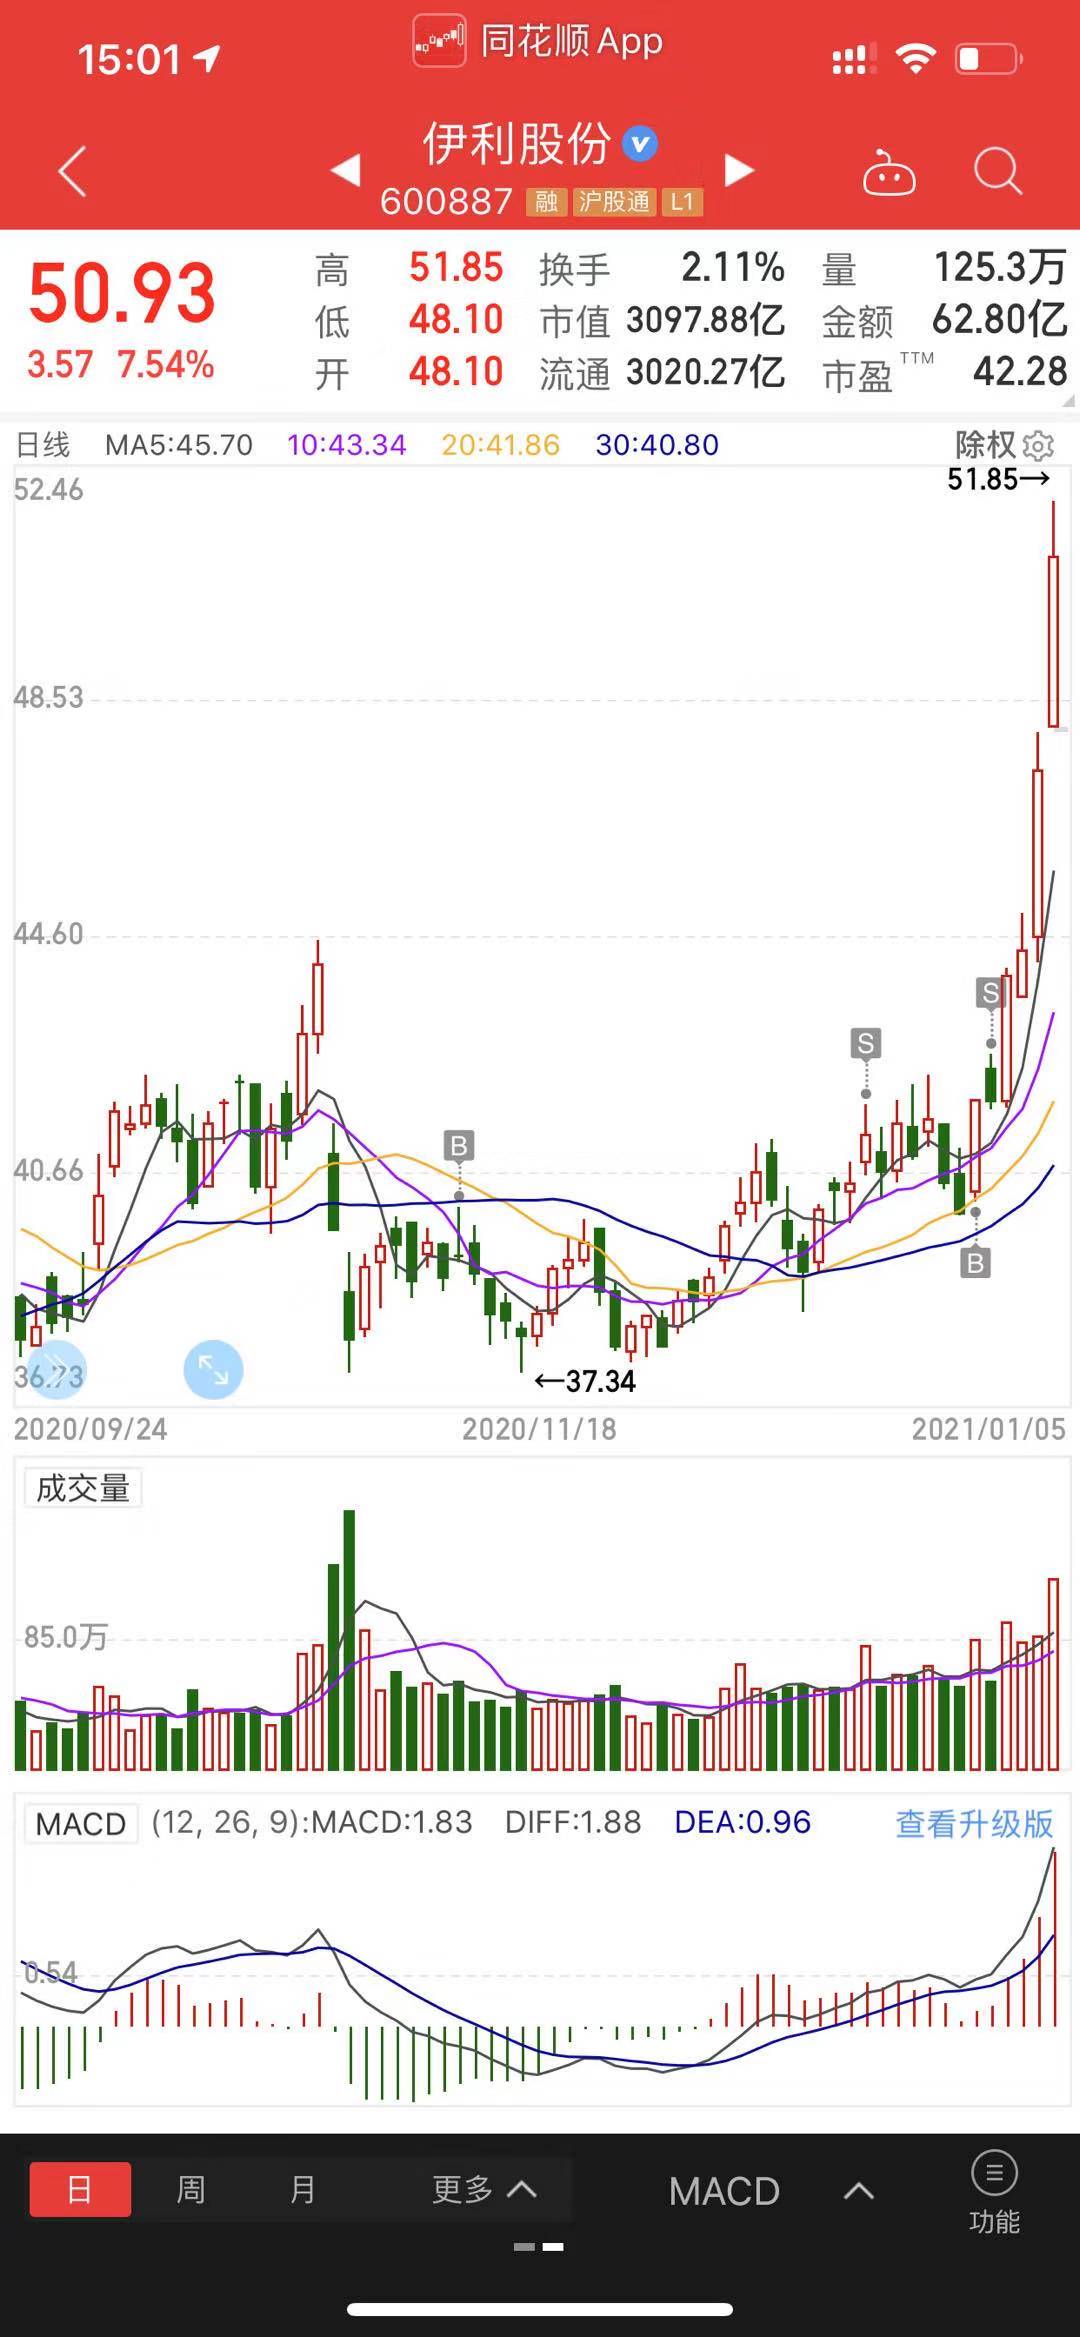 15:01
同花顺App
伊利股份
600887 融 沪股通 L1
50.93
3.57 7.54%
高 51.85 换手 2.11% 量 125.3万
低 48.10 市值 3097.88亿 金额 62.80亿
开 48.10 流通 3020.27亿 市盈TTM 42.28
日线 MA5:45.70 10:43.34 20:41.86 30:40.80 除权
52.46
51.85→
48.53
44.60
S
S
40.66
B
B
36.73
←37.34
2020/09/24 2020/11/18 2021/01/05
成交量
85.0万
MACD (12, 26, 9):MACD:1.83 DIFF:1.88 DEA:0.96 查看升级版
0.54
日 周 月 更多 MACD 功能